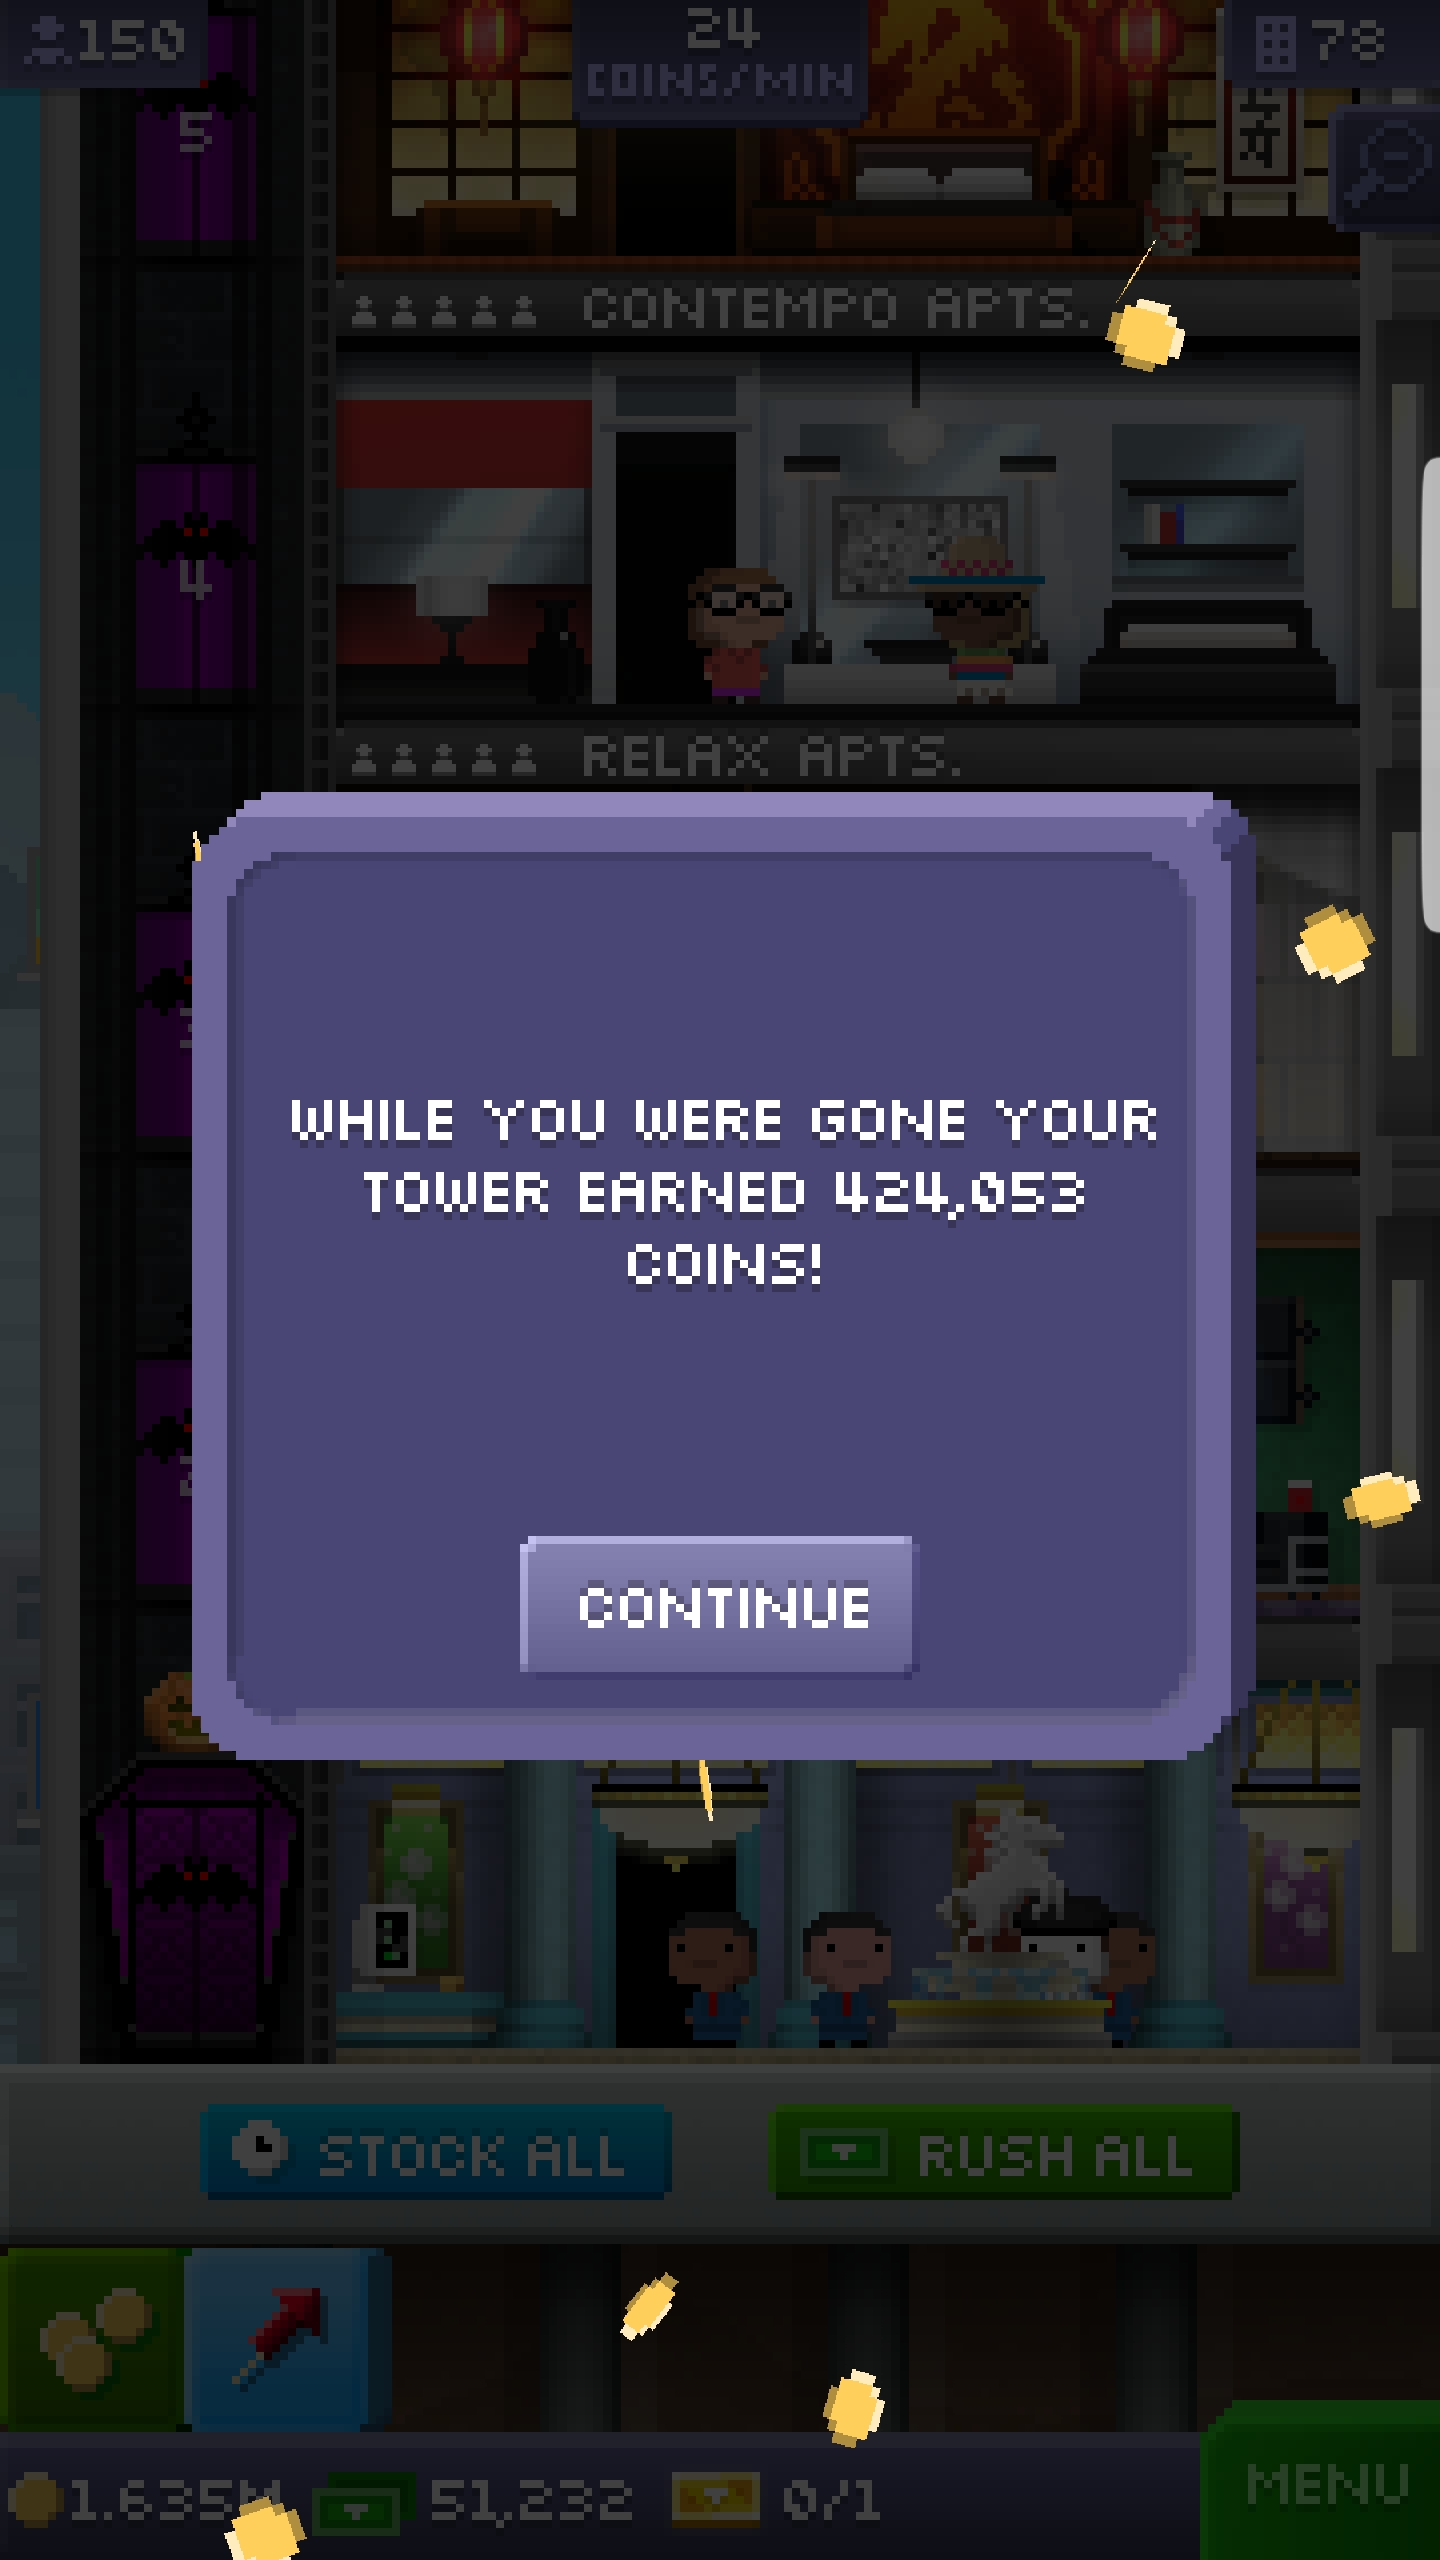 150
24
COINS/MIN
78
5
CONTEMPO APTS.
4
RELAX APTS.
WHILE YOU WERE GONE YOUR
TOWER EARNED 424,053
COINS!
CONTINUE
STOCK ALL
RUSH ALL
1.635M
51,232
0/1
MENU